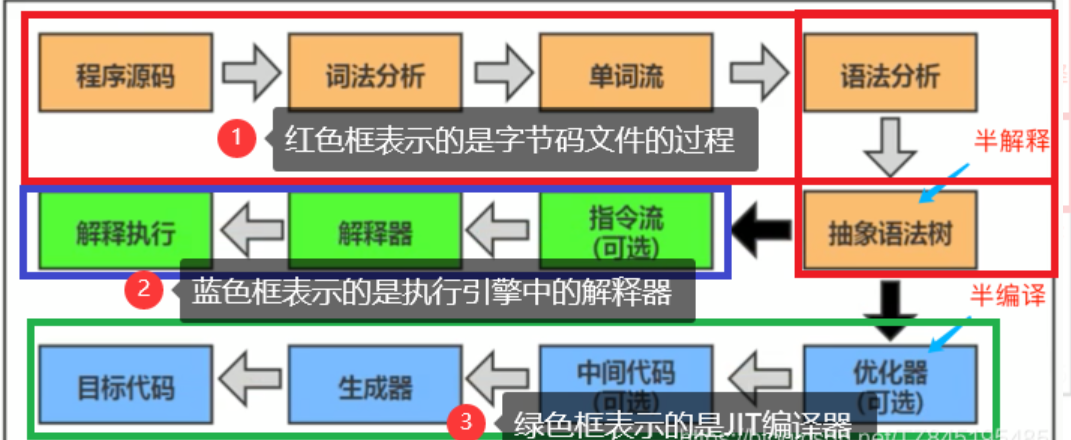 程序源码
词法分析
单词流
语法分析
1
红色框表示的是字节码文件的过程
半解释
解释执行
解释器
指令流
(可选)
抽象语法树
2
蓝色框表示的是执行引擎中的解释器
半编译
目标代码
生成器
中间代码
(可选)
优化器
(可选)
3
绿色框表示的是JIT编译器